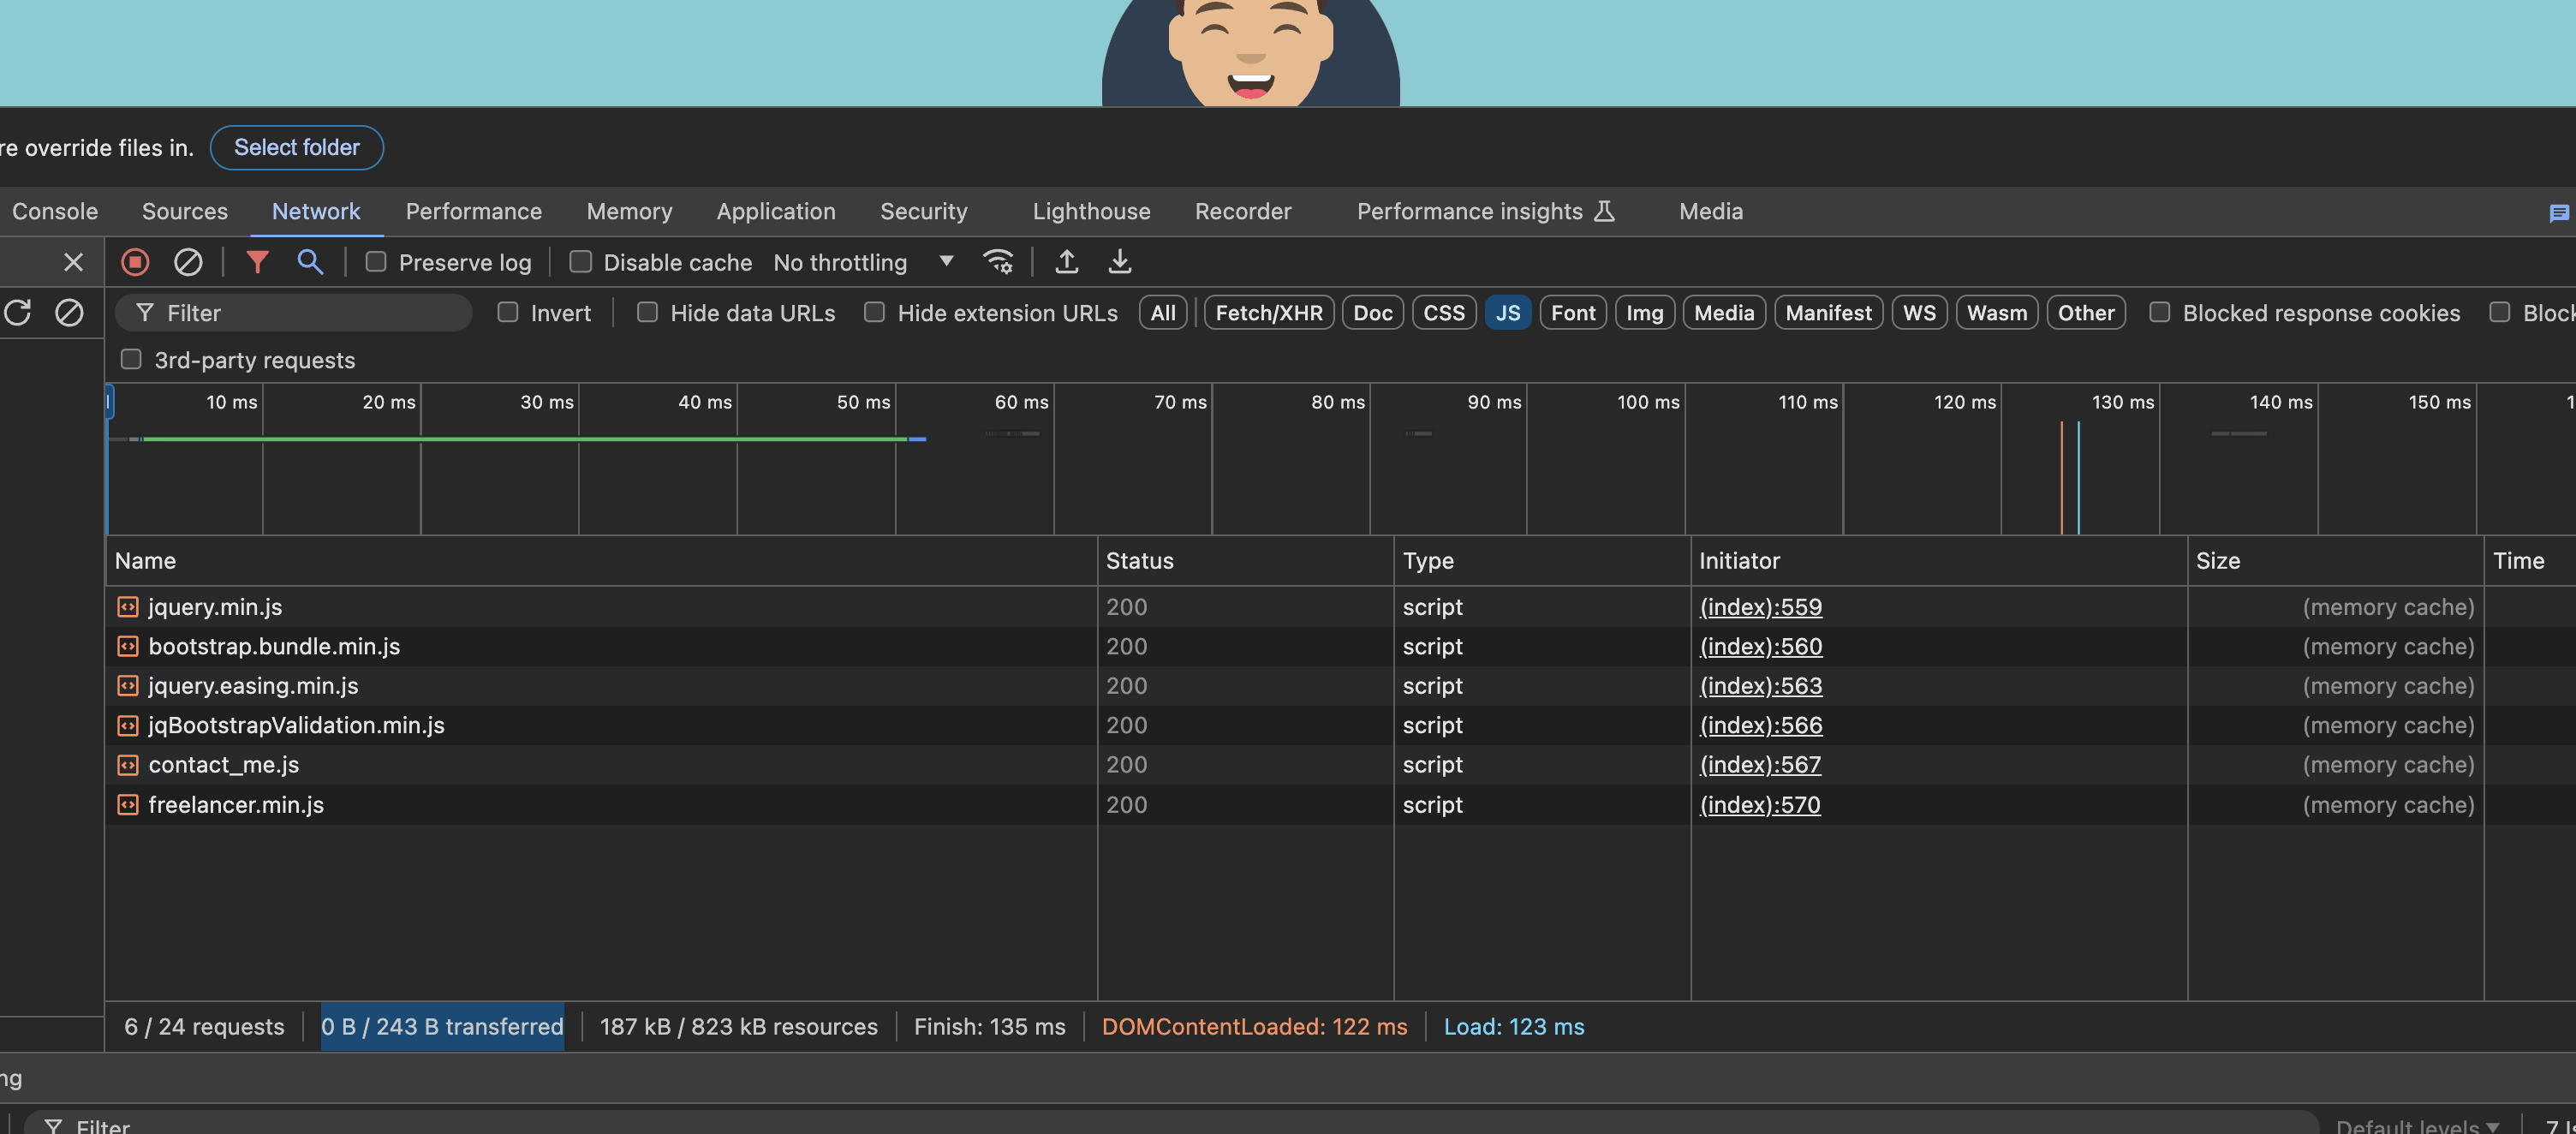 re override files in. Select folder
Console Sources Network Performance Memory Application Security Lighthouse Recorder Performance insights Media
Preserve log Disable cache No throttling
Filter Invert Hide data URLs Hide extension URLs All Fetch/XHR Doc CSS JS Font Img Media Manifest WS Wasm Other Blocked response cookies Block
3rd-party requests
10 ms 20 ms 30 ms 40 ms 50 ms 60 ms 70 ms 80 ms 90 ms 100 ms 110 ms 120 ms 130 ms 140 ms 150 ms 1
Name Status Type Initiator Size Time
jquery.min.js 200 script (index):559 (memory cache)
bootstrap.bundle.min.js 200 script (index):560 (memory cache)
jquery.easing.min.js 200 script (index):563 (memory cache)
jqBootstrapValidation.min.js 200 script (index):566 (memory cache)
contact_me.js 200 script (index):567 (memory cache)
freelancer.min.js 200 script (index):570 (memory cache)
6 / 24 requests 0 B / 243 B transferred 187 kB / 823 kB resources Finish: 135 ms DOMContentLoaded: 122 ms Load: 123 ms
ng
Filter Default levels 7